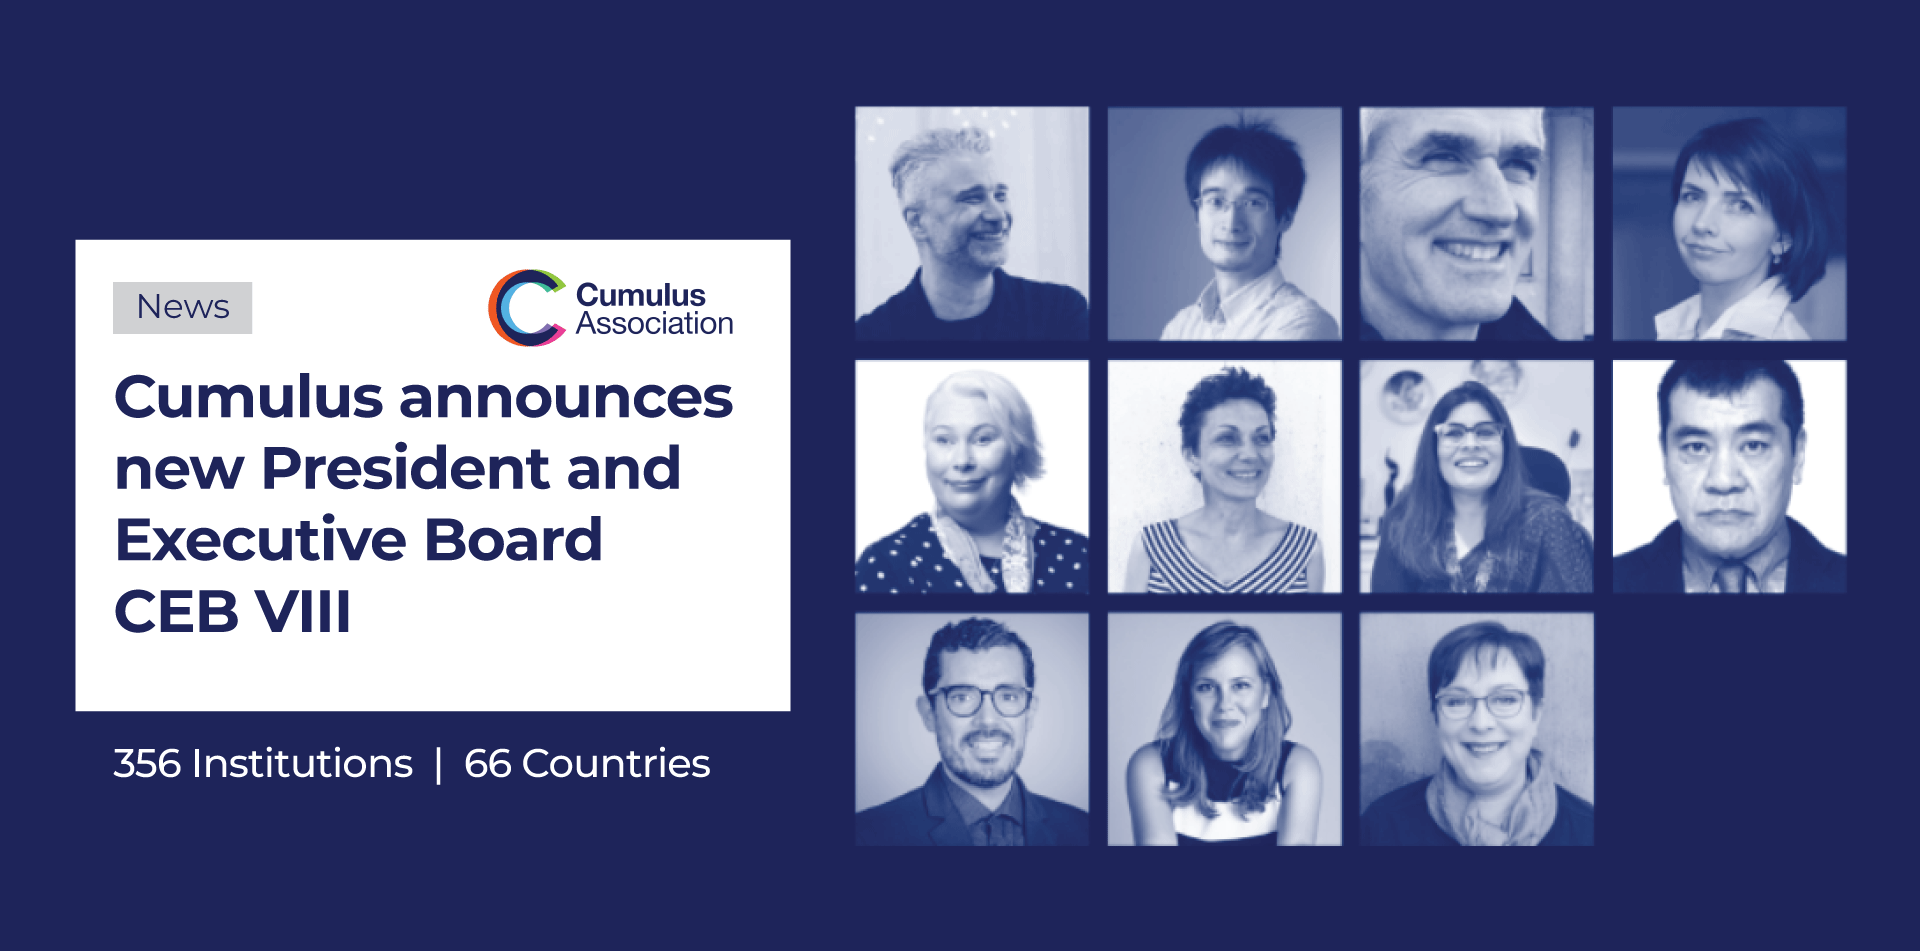 News
Cumulus
Association
Cumulus announces
new President and
Executive Board
CEB VIII
356 Institutions | 66 Countries